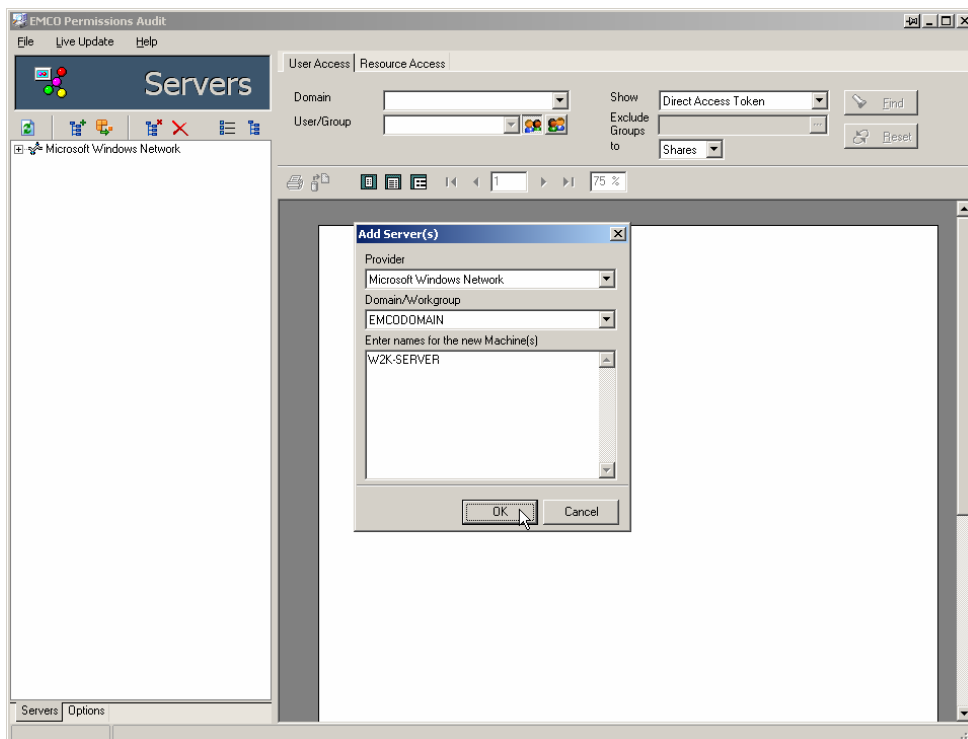 EMCO Permissions Audit
File Live Update Help
Servers
Microsoft Windows Network
User Access Resource Access
Domain
User/Group
Show Direct Access Token
Exclude Groups
to Shares
Find
Reset
1
75 %
Add Server(s)
Provider
Microsoft Windows Network
Domain/Workgroup
EMCODOMAIN
Enter names for the new Machine(s)
W2K-SERVER
OK Cancel
Servers Options